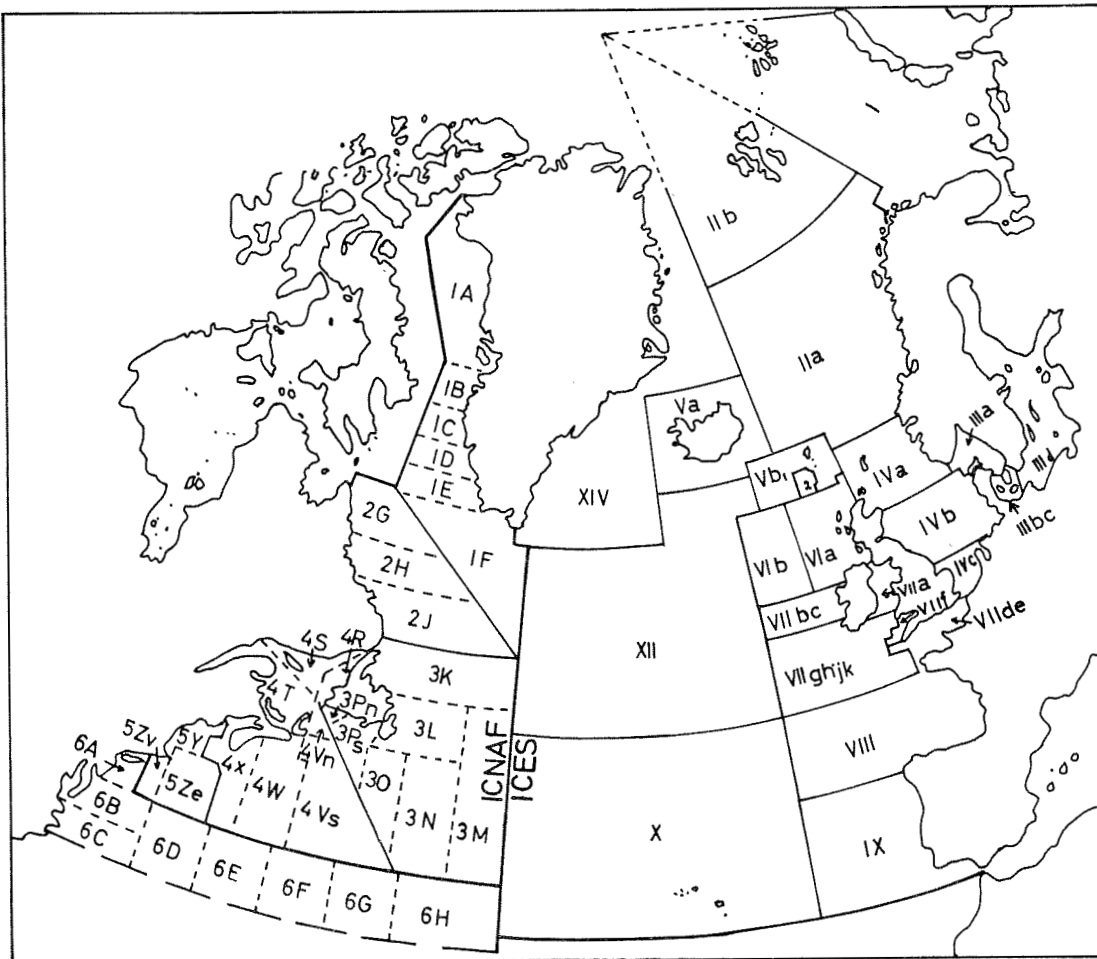 I
IIb
IA
IIa
IB
Va
IC
IIIa
ID
IIId
IVa
Vb1
2
IE
XIV
2G
IVb
IIIbc
IF
VIb
VIa
2H
IVc
VIIa
VIIf
VIIbc
VIIde
2J
4S
4R
XII
3K
VIIghjk
4T
3Pn
3Ps
3L
5Zv
5Y
4Vn
6A
4x
4W
3O
VIII
5Ze
ICNAF
ICES
6B
4Vs
3N
3M
X
6C
IX
6D
6E
6F
6G
6H